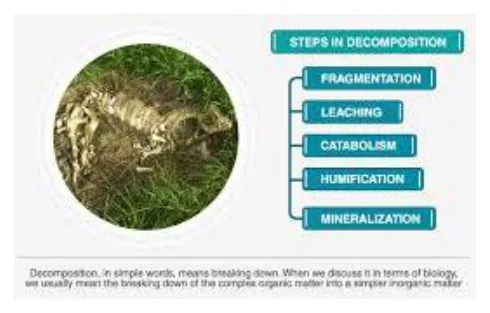 STEPS IN DECOMPOSITION
FRAGMENTATION
LEACHING
CATABOLISM
HUMIFICATION
MINERALIZATION
Decomposition, in simple words, means breaking down. When we discuss it in terms of biology,
we usually mean the breaking down of the complex organic matter into a simpler inorganic matter